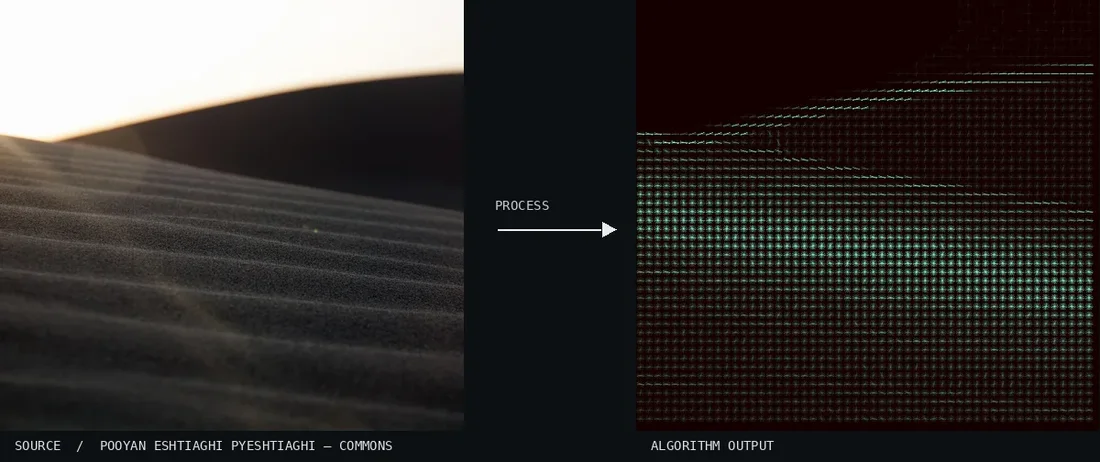 PROCESS
SOURCE / POOYAN ESHTIAGHI PYESHTIAGHI — COMMONS
ALGORITHM OUTPUT